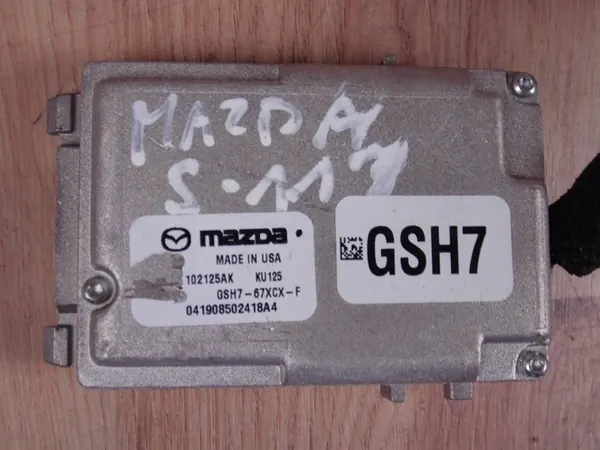 MAZDA
S-117
mazda
MADE IN USA
102125AK KU125
GSH7-67XCX-F
041908502418A4
GSH7